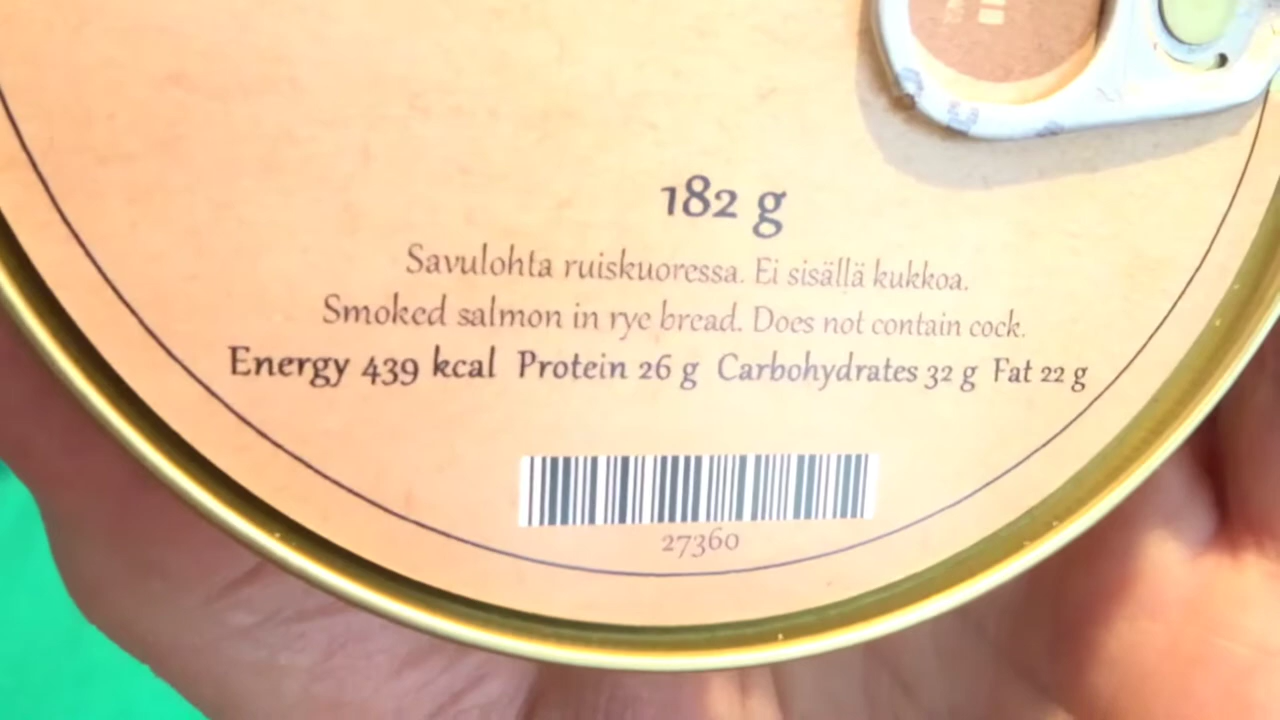 182 g
Savulohta ruiskuoressa. Ei sisällä kukkoa.
Smoked salmon in rye bread. Does not contain cock.
Energy 439 kcal Protein 26 g Carbohydrates 32 g Fat 22 g
27360